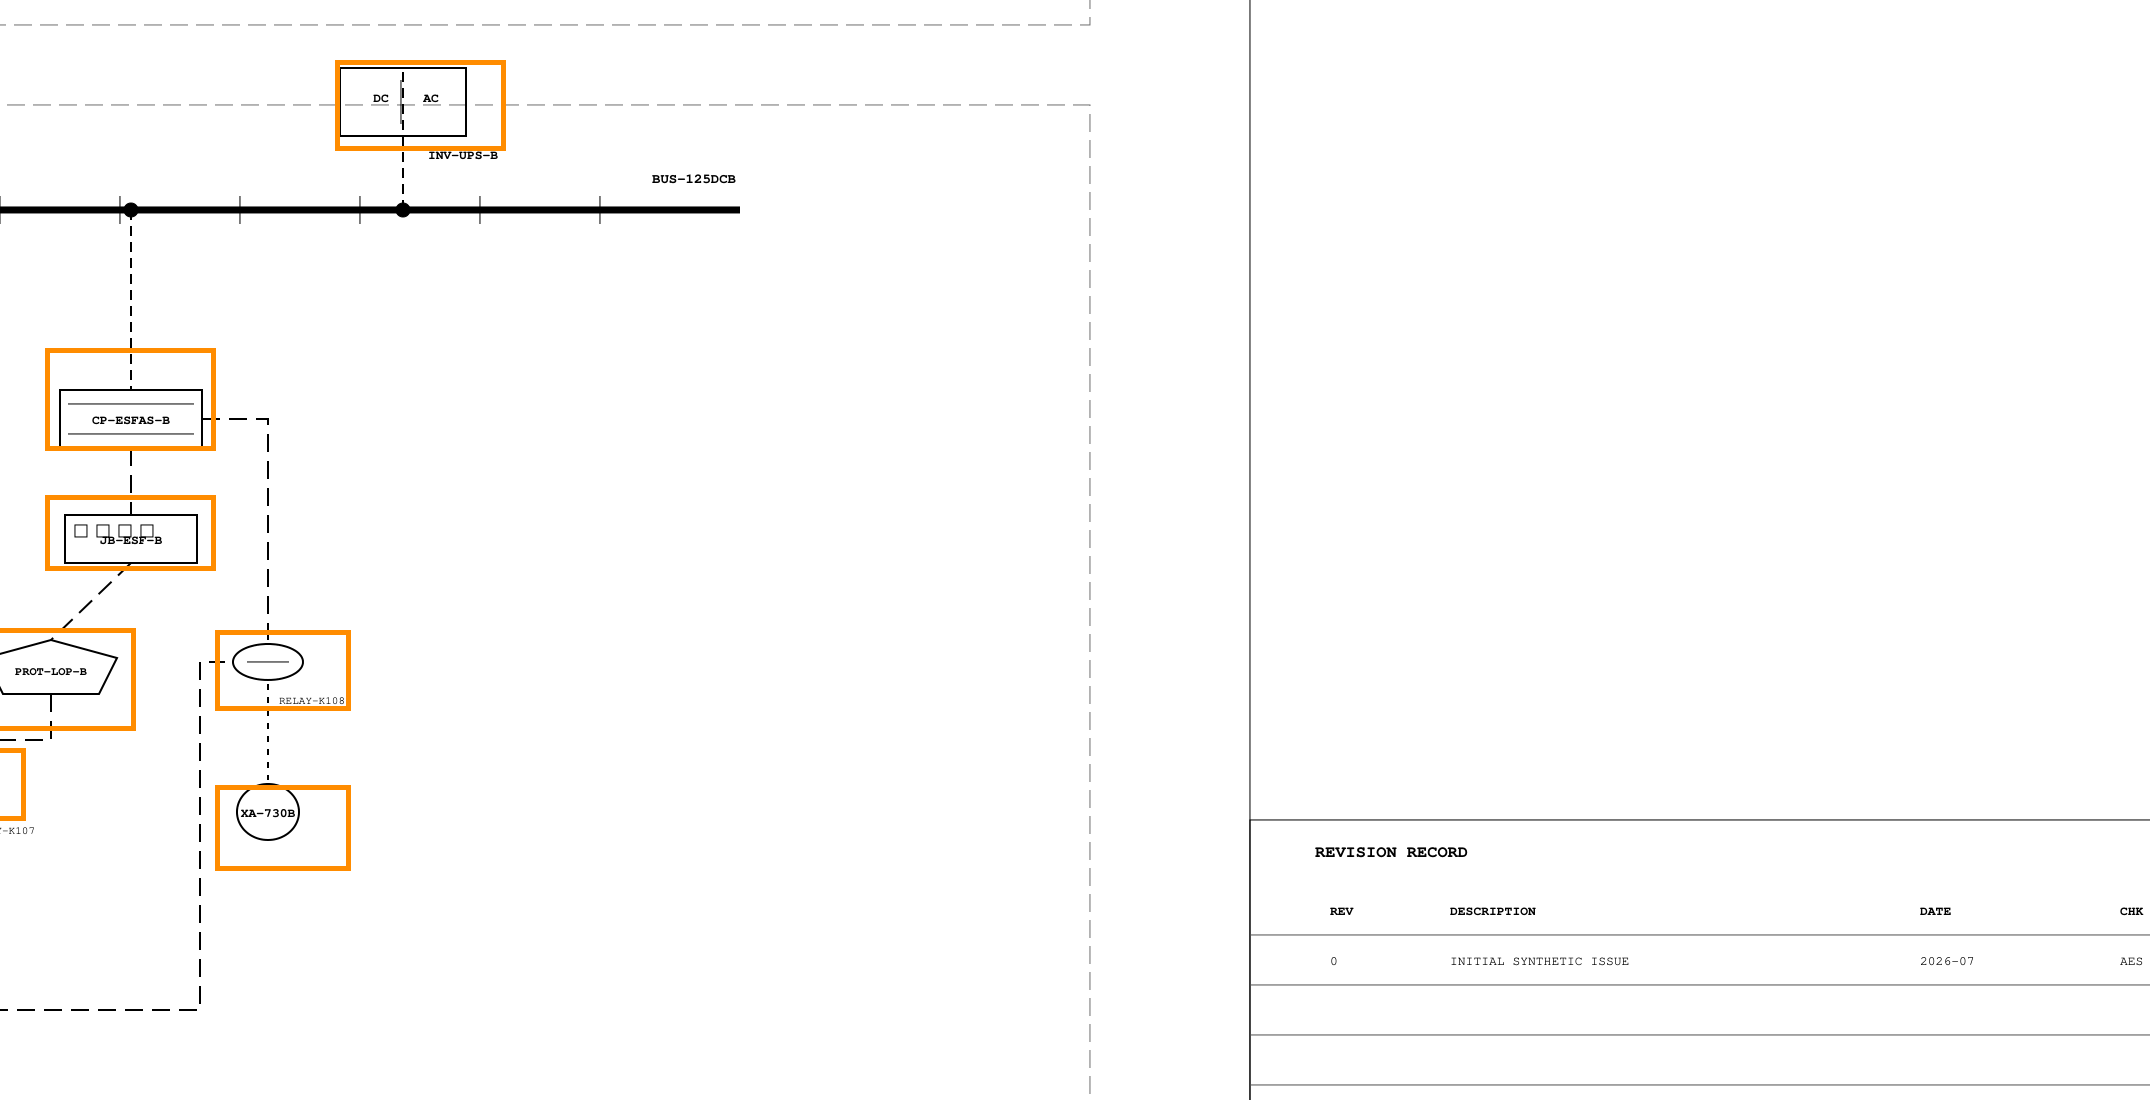 DC AC
INV-UPS-B
BUS-125DCB
CP-ESFAS-B
JB-ESF-B
PROT-LOP-B
RELAY-K108
XA-730B
-K107
REVISION RECORD
REV DESCRIPTION DATE CHK
0 INITIAL SYNTHETIC ISSUE 2026-07 AES